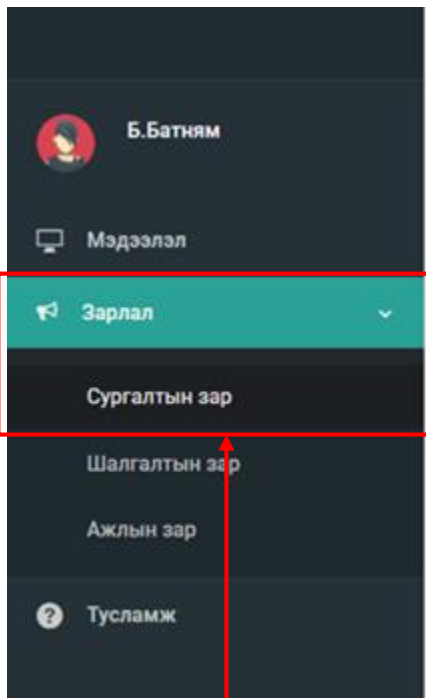 Б.Батням
Мэдээлэл
Зарлал
Сургалтын зар
Шалгалтын зар
Ажлын зар
Тусламж